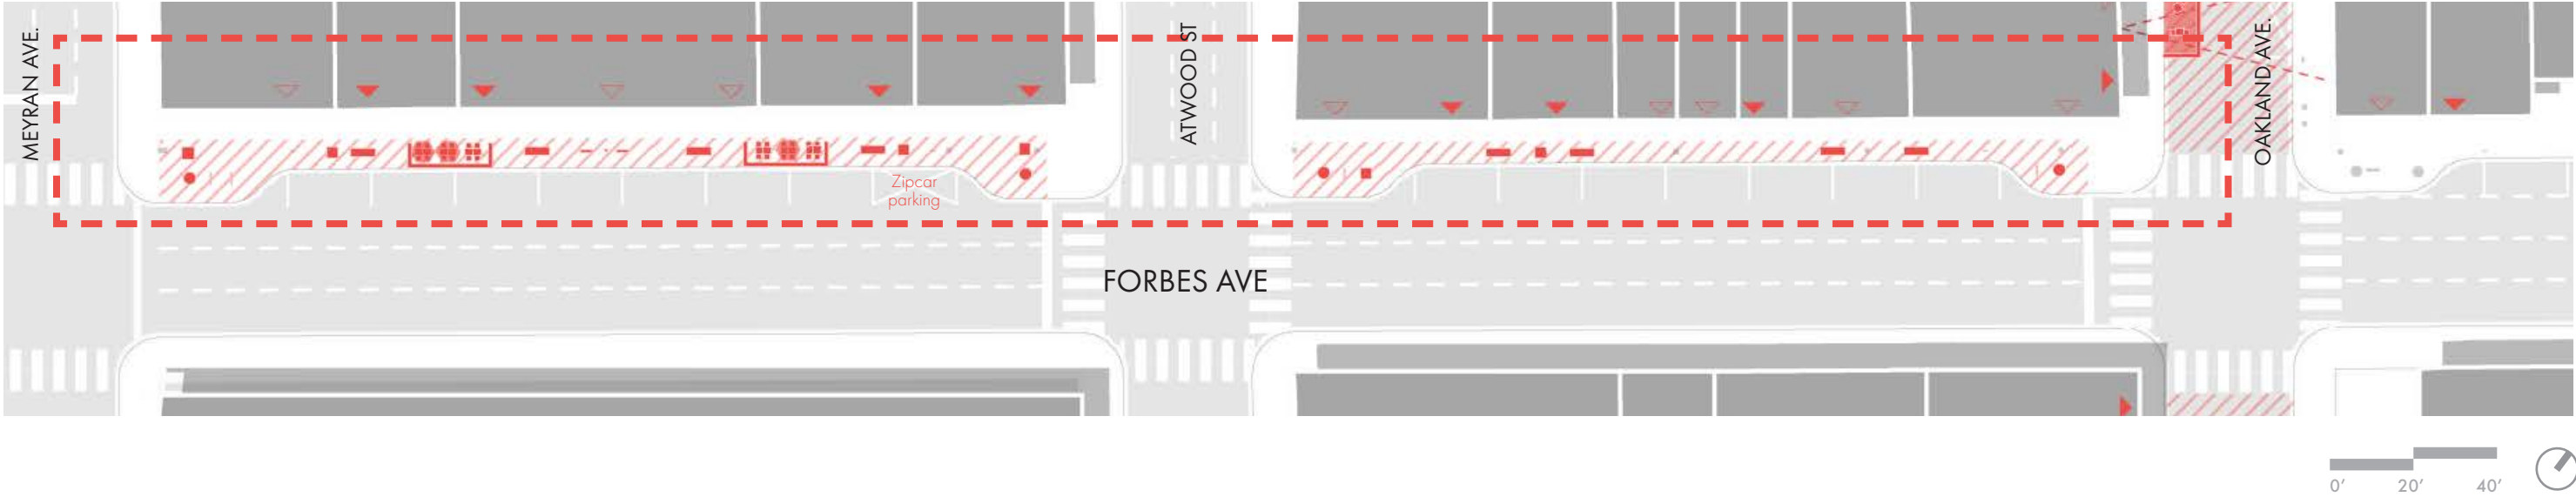 MEYRAN AVE.
ATWOOD ST
OAKLAND AVE.
Zipcar
parking
FORBES AVE
0′ 20′ 40′